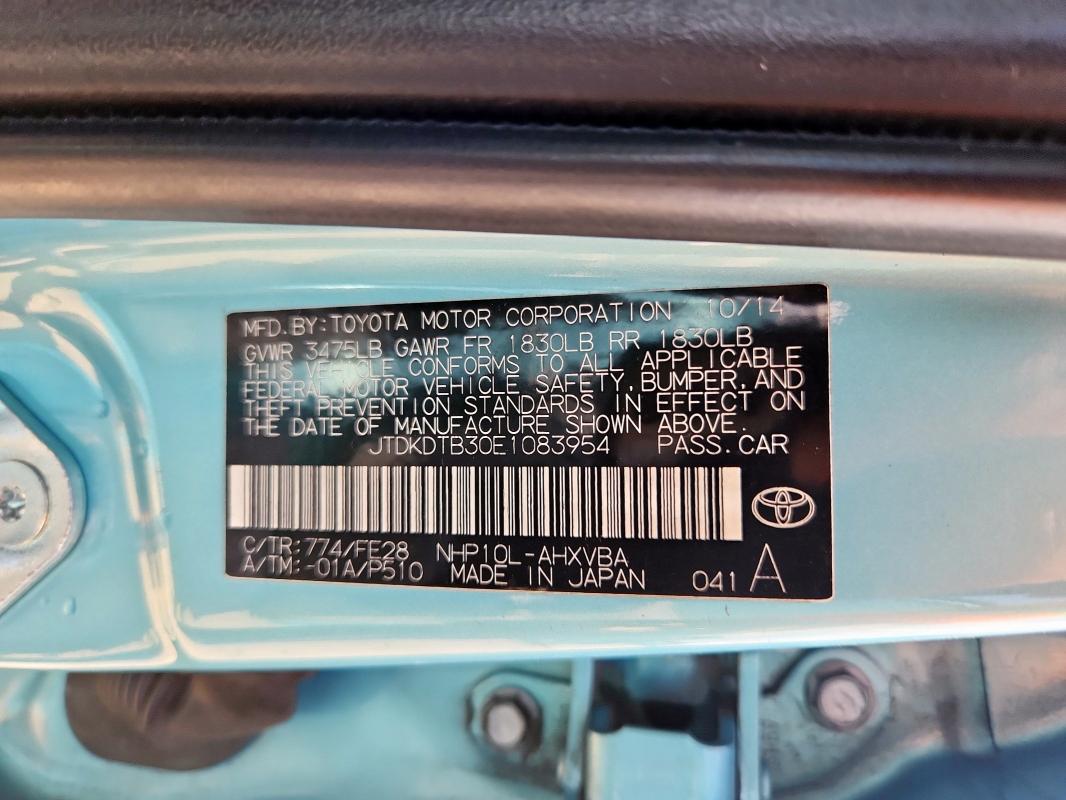 MFD.BY:TOYOTA MOTOR CORPORATION 10/14
GVWR 3475LB GAWR FR 1830LB RR 1830LB
THIS VEHICLE CONFORMS TO ALL APPLICABLE
FEDERAL MOTOR VEHICLE SAFETY, BUMPER, AND
THEFT PREVENTION STANDARDS IN EFFECT ON
THE DATE OF MANUFACTURE SHOWN ABOVE.
JTDKDTB30E1083954 PASS.CAR
C/TR:774/FE28 NHP10L-AHXVBA
A/TM:-01A/P510 MADE IN JAPAN 041 A